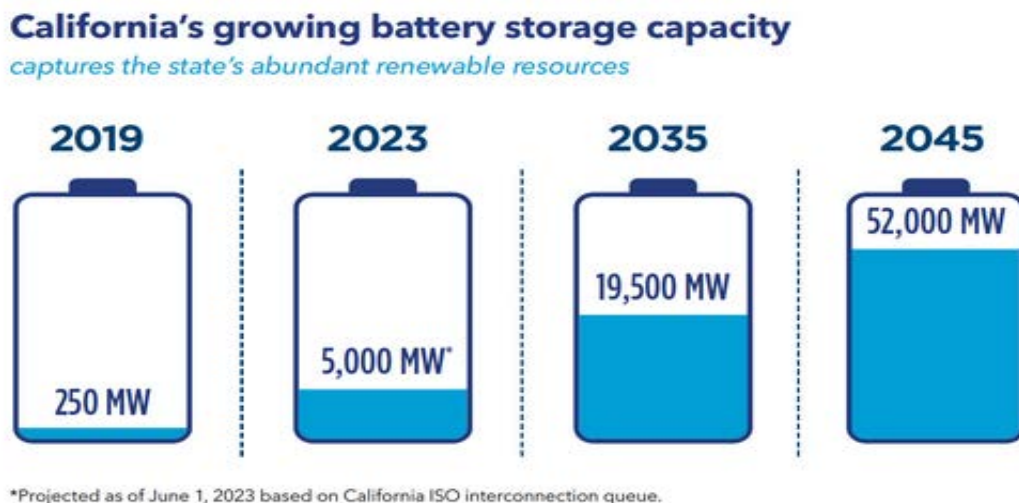 California's growing battery storage capacity
captures the state's abundant renewable resources
2019
2023
2035
2045
250 MW
5,000 MW*
19,500 MW
52,000 MW
*Projected as of June 1, 2023 based on California ISO interconnection queue.